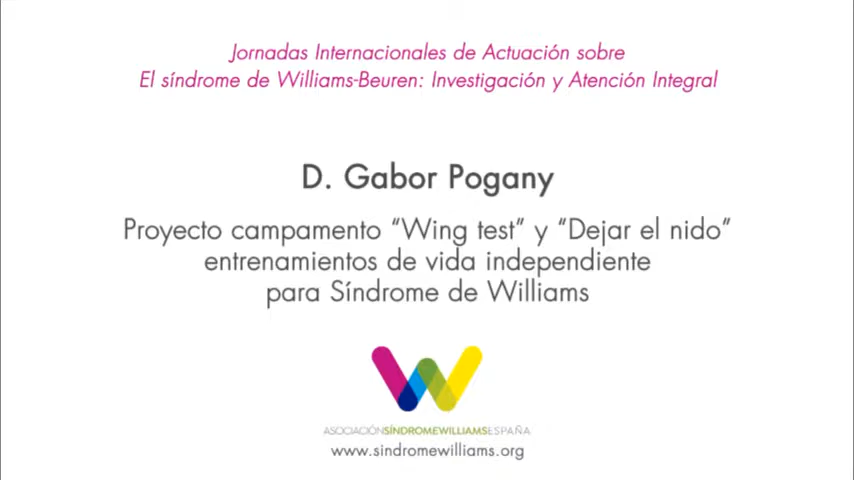 Jornadas Internacionales de Actuación sobre
El síndrome de Williams-Beuren: Investigación y Atención Integral
D. Gabor Pogany
Proyecto campamento “Wing test” y “Dejar el nido”
entrenamientos de vida independiente
para Síndrome de Williams
ASOCIACIÓNSÍNDROMEWILLIAMSESPAÑA
www.sindromewilliams.org